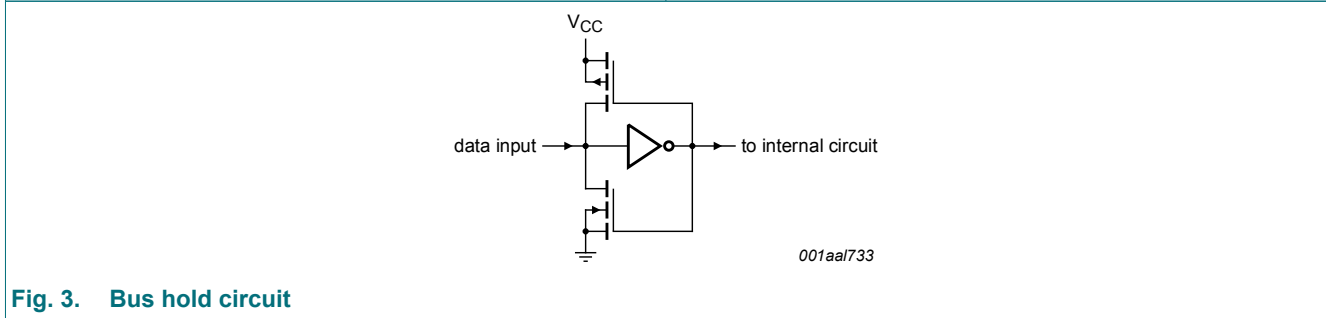 VCC
data input
to internal circuit
001aal733
Fig. 3. Bus hold circuit